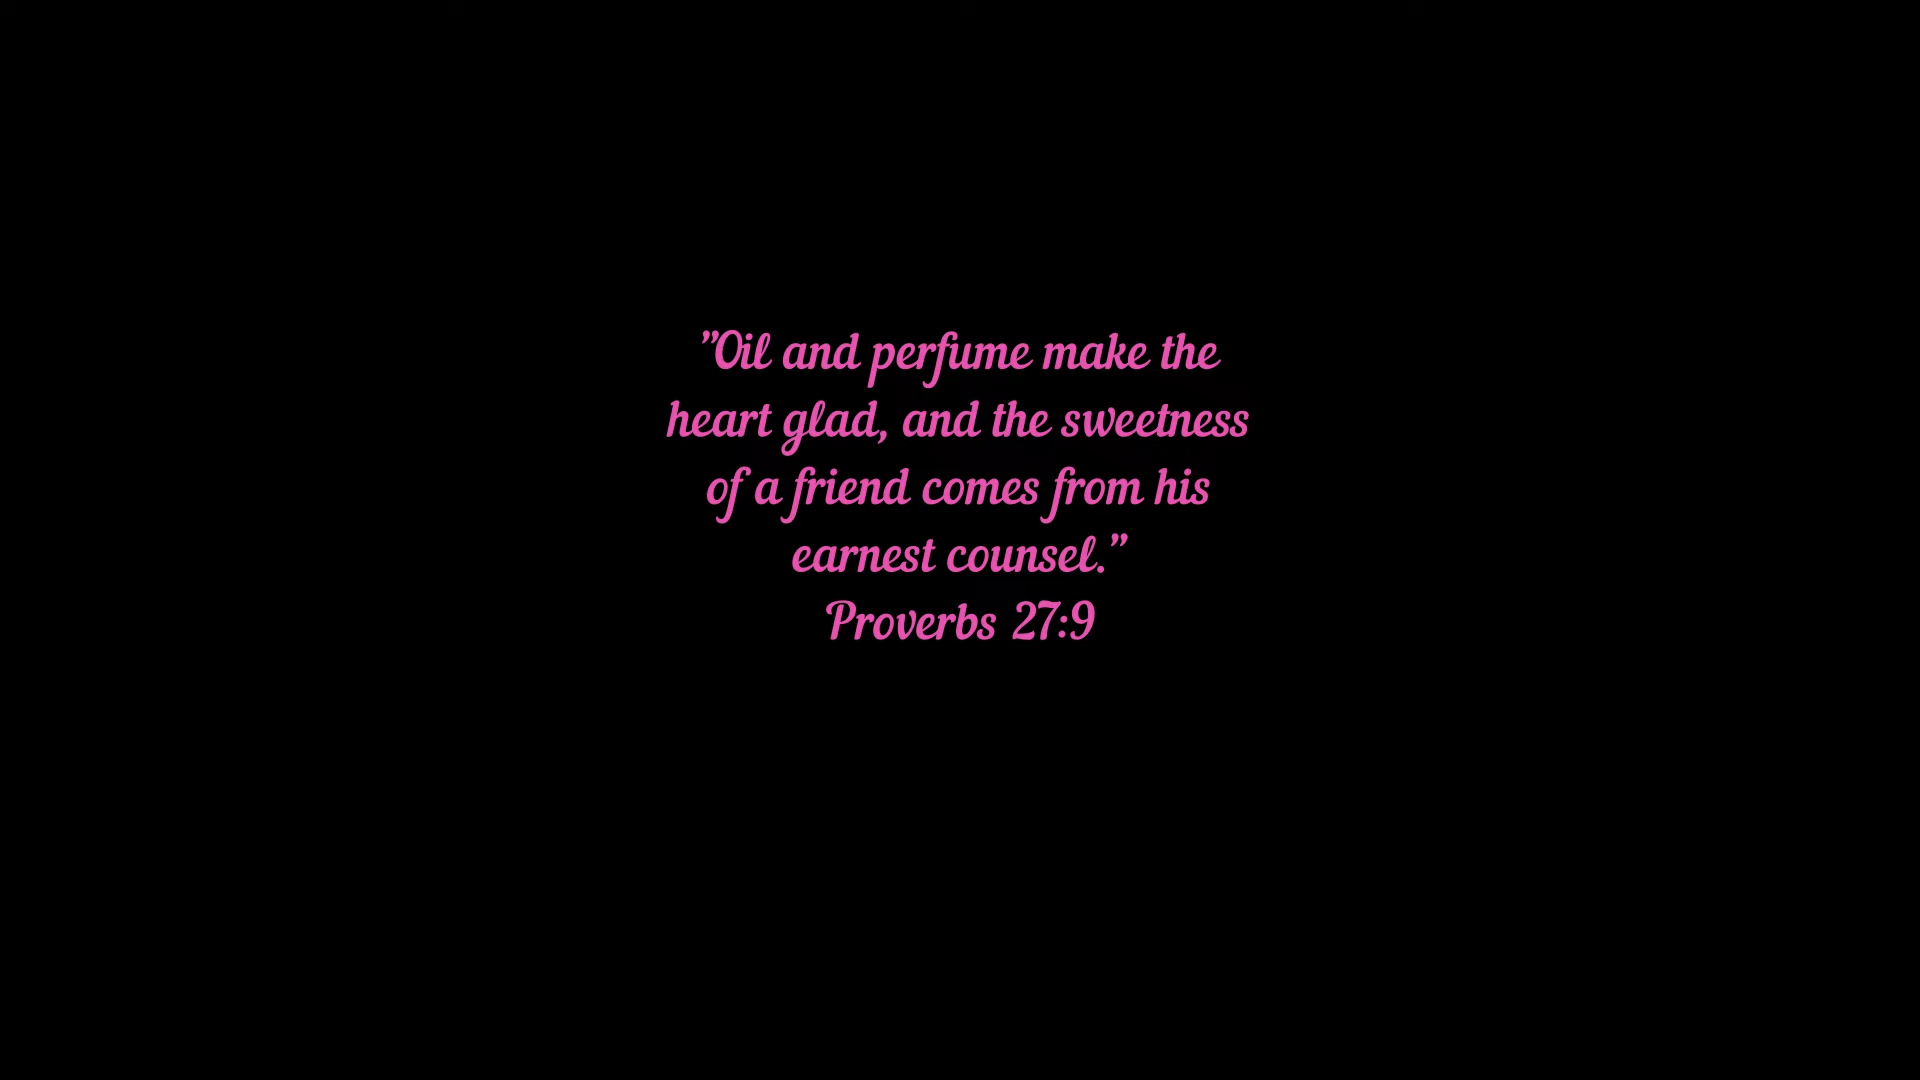 ”Oil and perfume make the
heart glad, and the sweetness
of a friend comes from his
earnest counsel.”
Proverbs 27:9